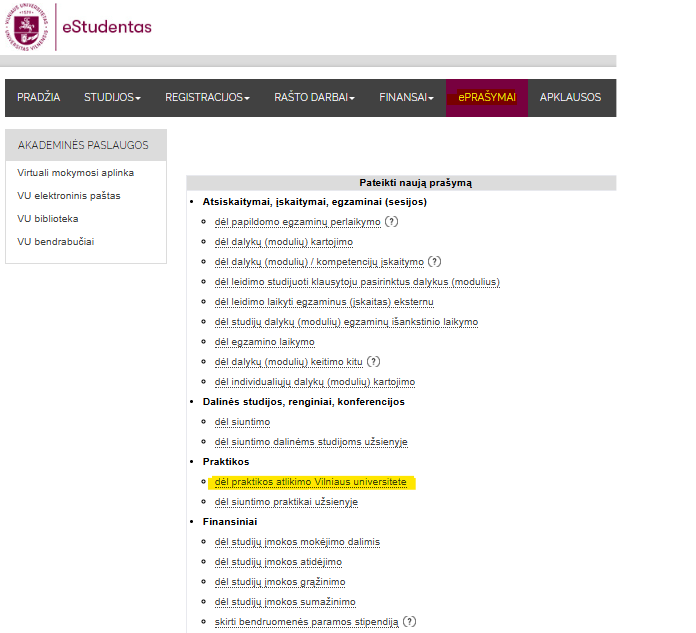 VILNIAUS UNIVERSITETAS
UNIVERSITAS VILNENSIS
1579
eStudentas
PRADŽIA STUDIJOS REGISTRACIJOS RAŠTO DARBAI FINANSAI ePRAŠYMAI APKLAUSOS
AKADEMINĖS PASLAUGOS
Virtuali mokymosi aplinka
VU elektroninis paštas
VU biblioteka
VU bendrabučiai
Pateikti naują prašymą
Atsiskaitymai, įskaitymai, egzaminai (sesijos)
dėl papildomo egzaminų perlaikymo (?)
dėl dalykų (modulių) kartojimo
dėl dalykų (modulių) / kompetencijų įskaitymo (?)
dėl leidimo studijuoti klausytoju pasirinktus dalykus (modulius)
dėl leidimo laikyti egzaminus (įskaitas) eksternu
dėl studijų dalykų (modulių) egzaminų išankstinio laikymo
dėl egzamino laikymo
dėl dalykų (modulių) keitimo kitu (?)
dėl individualiųjų dalykų (modulių) kartojimo
Dalinės studijos, renginiai, konferencijos
dėl siuntimo
dėl siuntimo dalinėms studijoms užsienyje
Praktikos
dėl praktikos atlikimo Vilniaus universitete
dėl siuntimo praktikai užsienyje
Finansiniai
dėl studijų įmokos mokėjimo dalimis
dėl studijų įmokos atidėjimo
dėl studijų įmokos grąžinimo
dėl studijų įmokos sumažinimo
skirti bendruomenės paramos stipendiją (?)